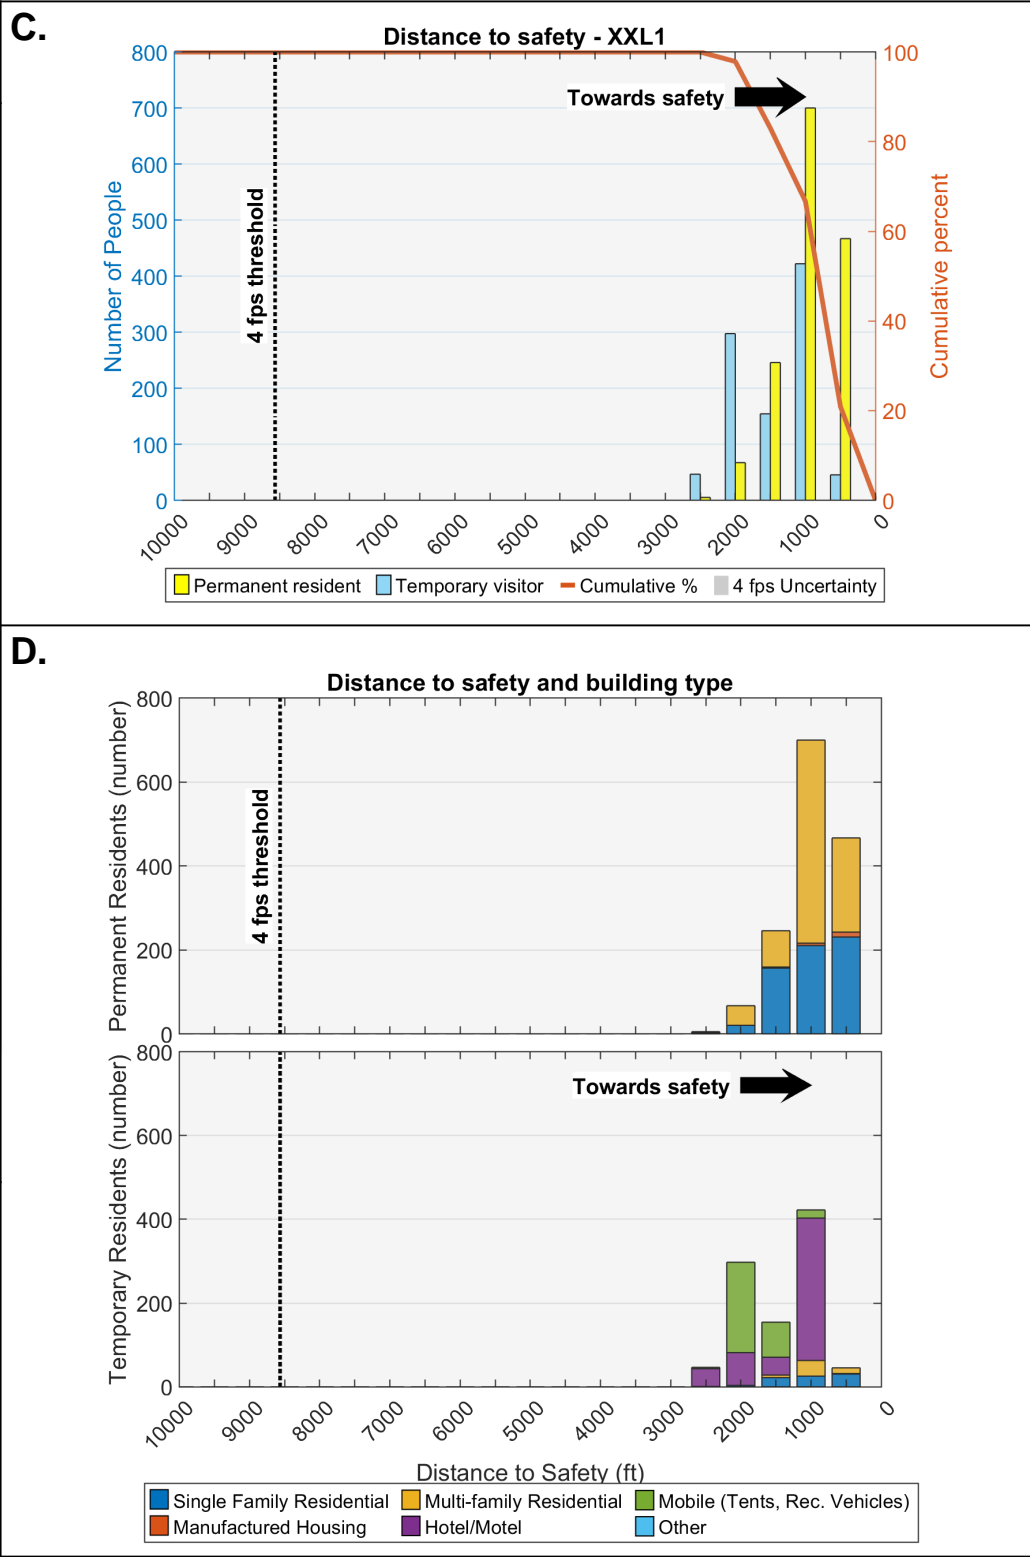 C.
Distance to safety - XXL1
800
700
600
500
400
300
200
100
0
Number of People
100
80
60
40
20
0
Cumulative percent
Towards safety
4 fps threshold
10000
9000
8000
7000
6000
5000
4000
3000
2000
1000
0
Permanent resident Temporary visitor Cumulative % 4 fps Uncertainty
D.
Distance to safety and building type
800
600
400
200
0
Permanent Residents (number)
4 fps threshold
800
600
400
200
0
Temporary Residents (number)
Towards safety
10000
9000
8000
7000
6000
5000
4000
3000
2000
1000
0
Distance to Safety (ft)
Single Family Residential Multi-family Residential Mobile (Tents, Rec. Vehicles)
Manufactured Housing Hotel/Motel Other